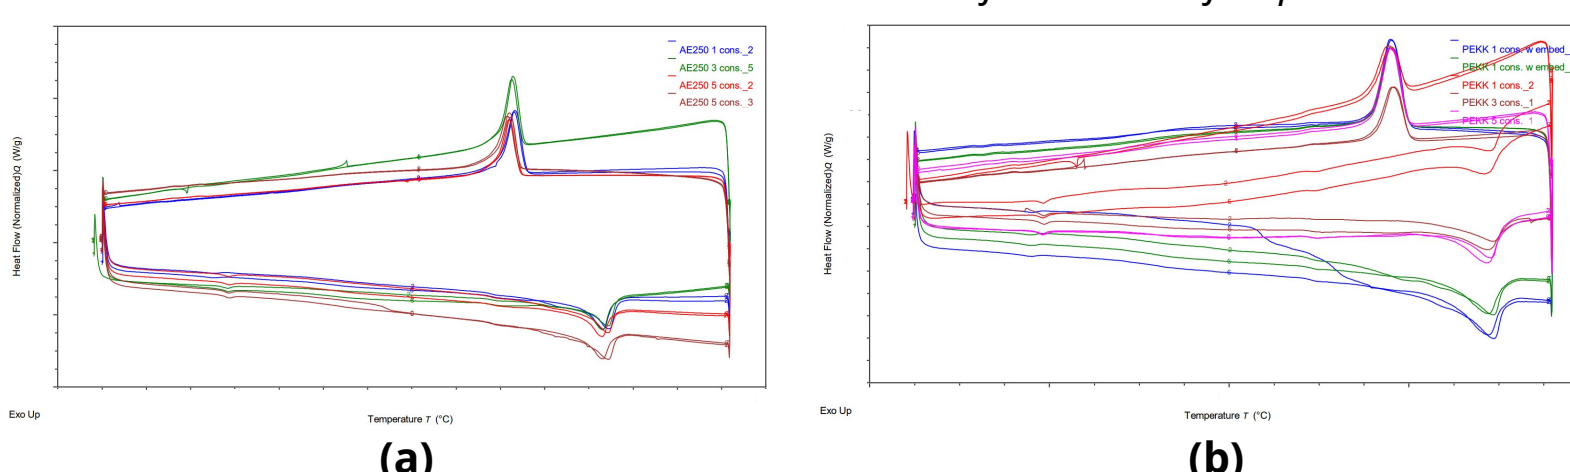 AE250 1 cons._2
AE250 3 cons._5
AE250 5 cons._2
AE250 5 cons._3
Heat Flow (Normalized)Q (W/g)
Exo Up
Temperature T (°C)
(a)
PEKK 1 cons. w embed_
PEKK 1 cons. w embed_
PEKK 1 cons._2
PEKK 3 cons._1
PEKK 5 cons._1
Heat Flow (Normalized)Q (W/g)
Exo Up
Temperature T (°C)
(b)